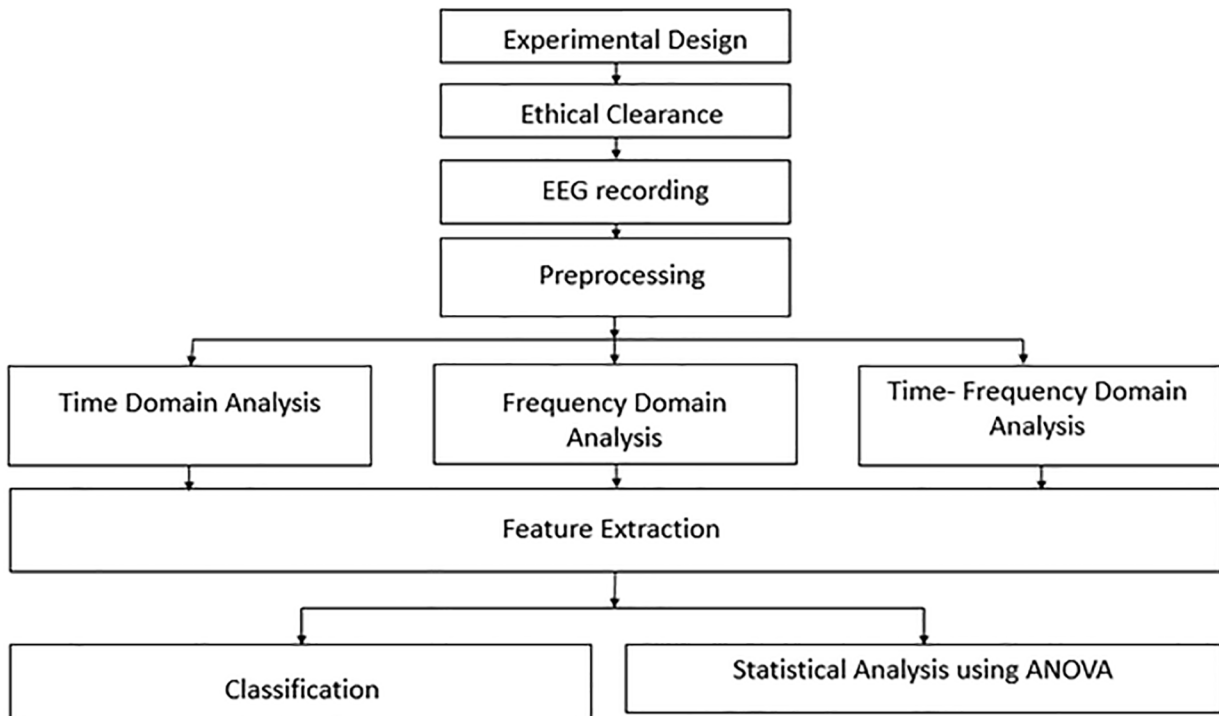 Experimental Design
Ethical Clearance
EEG recording
Preprocessing
Time Domain Analysis
Frequency Domain
Analysis
Time- Frequency Domain
Analysis
Feature Extraction
Classification
Statistical Analysis using ANOVA